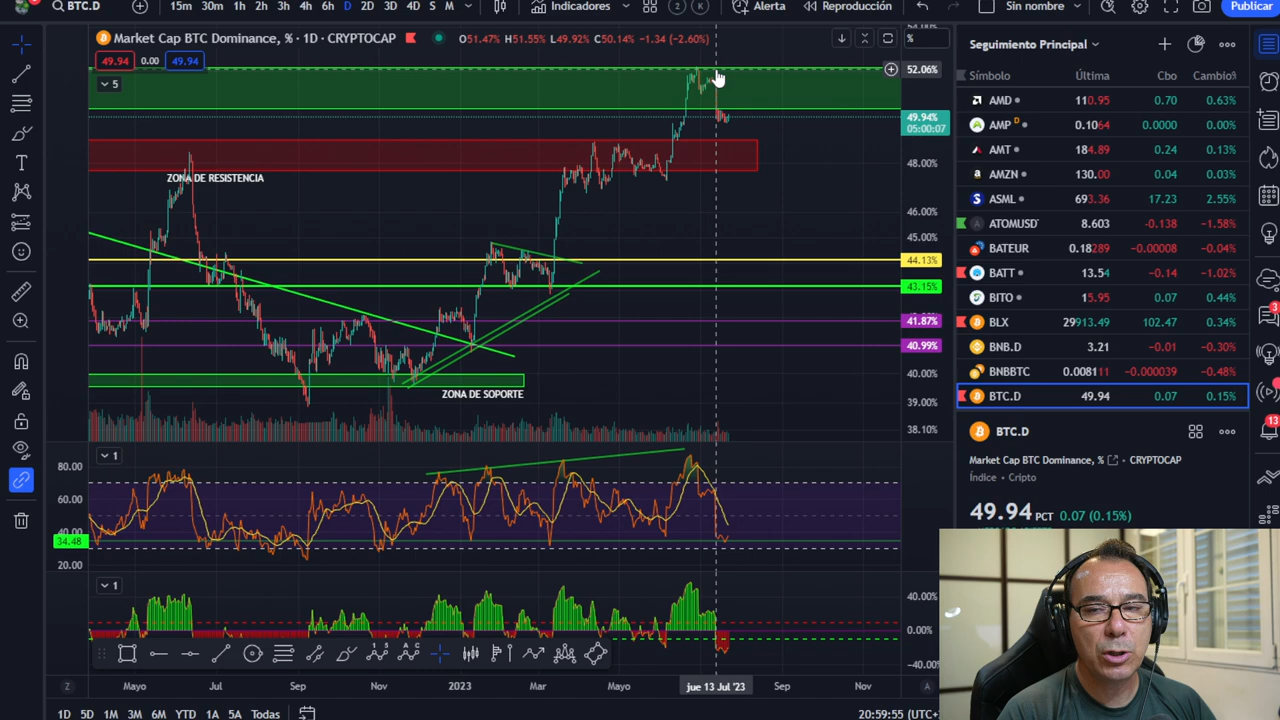 BTC.D
15m 30m 1h 2h 3h 4h 6h D 2D 3D 4D S M
Indicadores
Alerta
Reproducción
Sin nombre
Publicar
Market Cap BTC Dominance, % · 1D · CRYPTOCAP
O51.47% H51.55% L49.92% C50.14% −1.34 (−2.60%)
%
49.94 0.00 49.94
5
52.06%
49.94%
05:00:07
48.00%
46.00%
45.00%
44.13%
43.15%
41.87%
40.99%
40.00%
39.00%
38.10%
ZONA DE RESISTENCIA
ZONA DE SOPORTE
1
80.00
60.00
40.00
34.48
20.00
1
40.00%
0.00%
−40.00%
Z
Mayo Jul Sep Nov 2023 Mar Mayo jue 13 Jul '23 Sep Nov
A
1D 5D 1M 3M 6M YTD 1A 5A Todas
20:59:55 (UTC+
Seguimiento Principal
Símbolo Última Cbo Cambio%
AMD 110.95 0.70 0.63%
AMP D 0.1064 0.0000 0.00%
AMT 184.89 0.24 0.13%
AMZN 130.00 0.04 0.03%
ASML 693.36 17.23 2.55%
ATOMUSD 8.603 −0.138 −1.58%
BATEUR 0.18289 −0.00008 −0.04%
BATT 13.54 −0.14 −1.02%
BITO 15.95 0.07 0.44%
BLX 29913.49 102.47 0.34%
BNB.D 3.21 −0.01 −0.30%
BNBBTC 0.008111 −0.000039 −0.48%
BTC.D 49.94 0.07 0.15%
BTC.D
Market Cap BTC Dominance, % · CRYPTOCAP
Índice · Cripto
49.94 PCT 0.07 (0.15%)
3
13